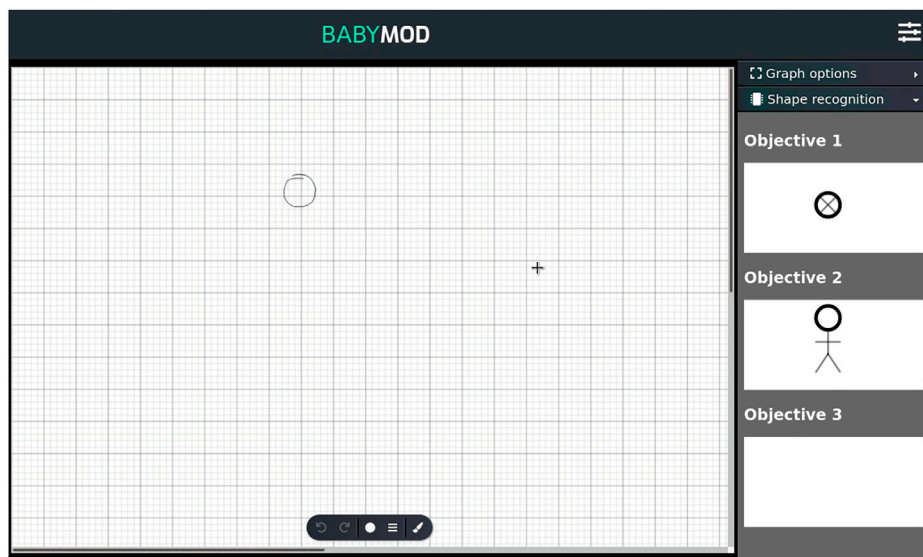 BABYMOD
Graph options
Shape recognition
Objective 1
Objective 2
Objective 3